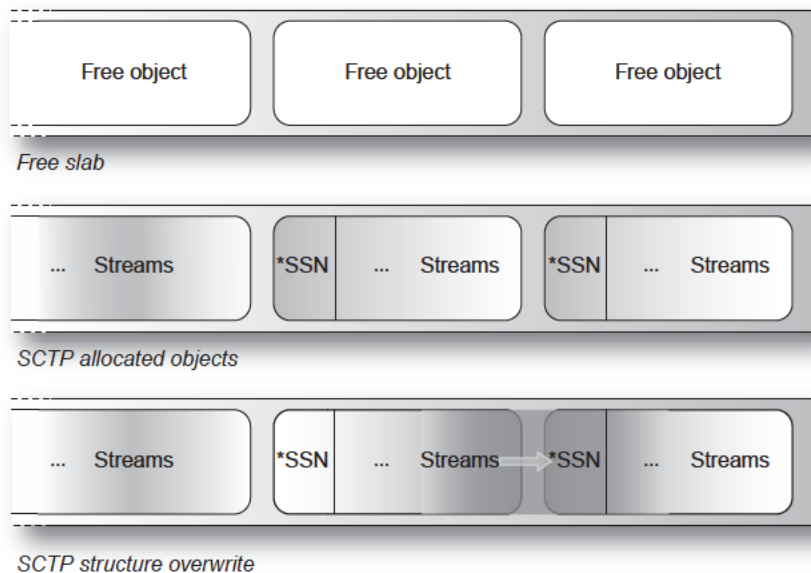 Free object Free object Free object
Free slab
... Streams *SSN ... Streams *SSN ... Streams
SCTP allocated objects
... Streams *SSN ... Streams *SSN ... Streams
SCTP structure overwrite